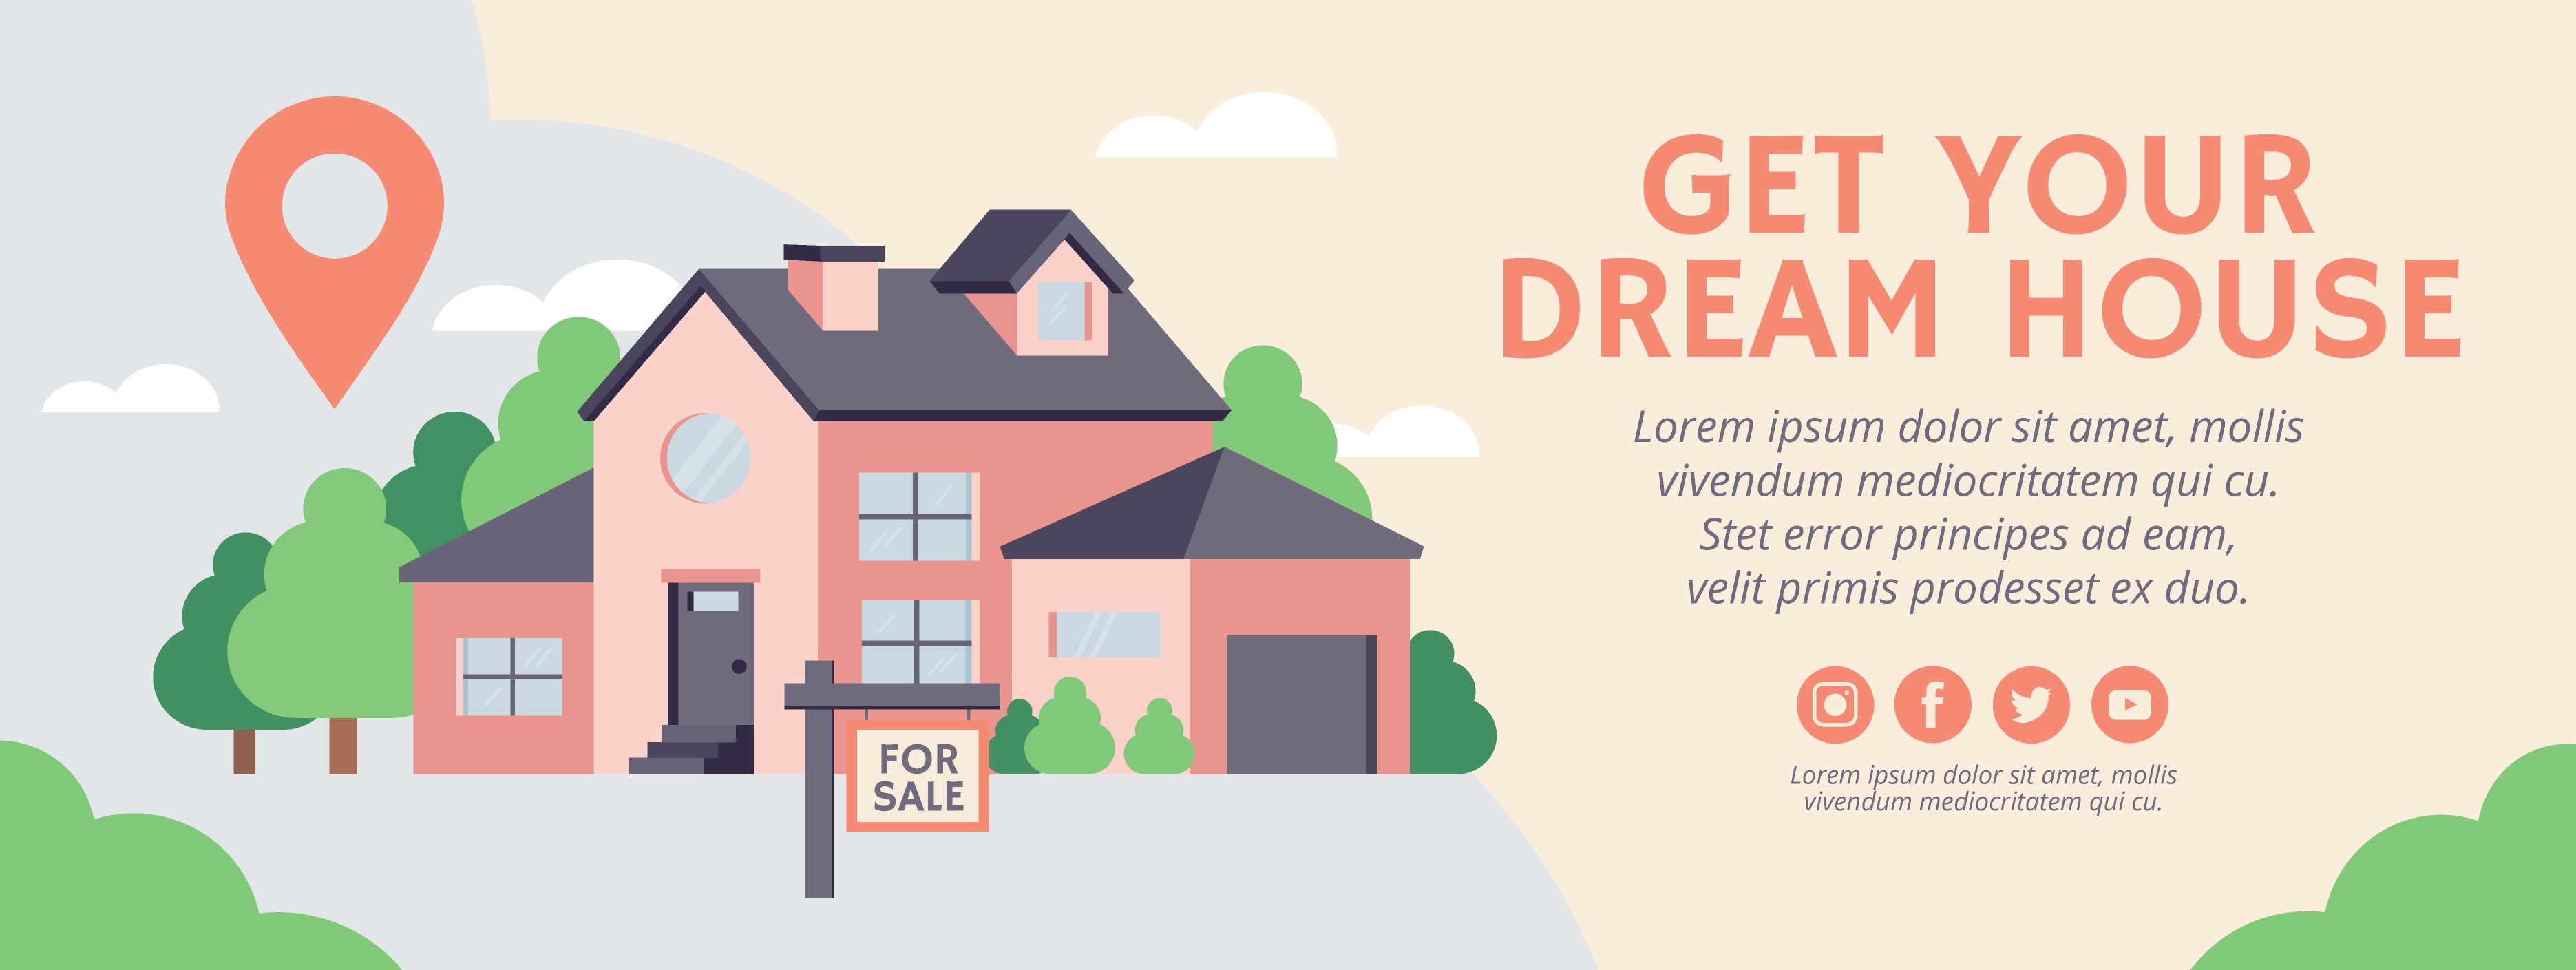 GET YOUR
DREAM HOUSE
Lorem ipsum dolor sit amet, mollis
vivendum mediocritatem qui cu.
Stet error principes ad eam,
velit primis prodesset ex duo.
Lorem ipsum dolor sit amet, mollis
vivendum mediocritatem qui cu.
FOR
SALE